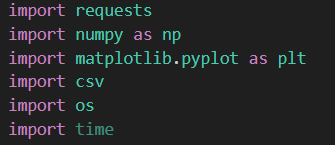 import requests
import numpy as np
import matplotlib.pyplot as plt
import csv
import os
import time